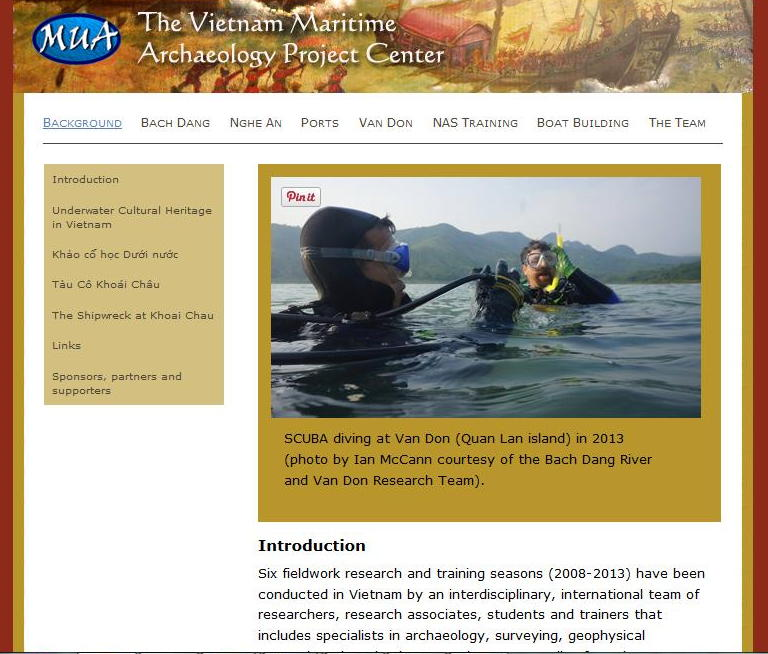 MUA
The Vietnam Maritime
Archaeology Project Center
Background
Bach Dang
Nghe An
Ports
Van Don
NAS Training
Boat Building
The Team
Introduction
Underwater Cultural Heritage
in Vietnam
Khảo cổ học Dưới nước
Tàu Cổ Khoái Châu
The Shipwreck at Khoai Chau
Links
Sponsors, partners and
supporters
Pin it
SCUBA diving at Van Don (Quan Lan island) in 2013
(photo by Ian McCann courtesy of the Bach Dang River
and Van Don Research Team).
Introduction
Six fieldwork research and training seasons (2008-2013) have been
conducted in Vietnam by an interdisciplinary, international team of
researchers, research associates, students and trainers that
includes specialists in archaeology, surveying, geophysical